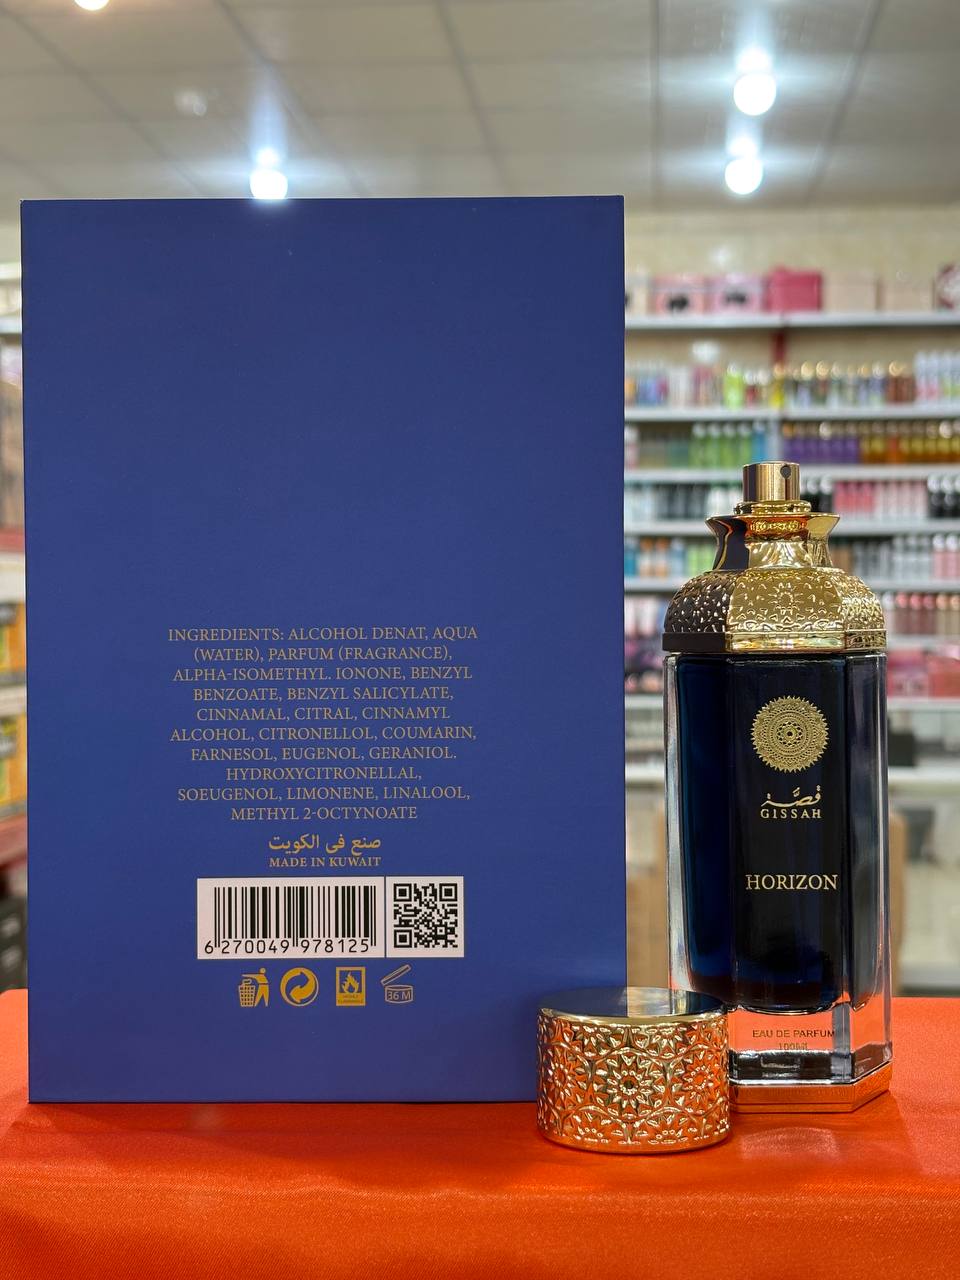 INGREDIENTS: ALCOHOL DENAT, AQUA
(WATER), PARFUM (FRAGRANCE),
ALPHA-ISOMETHYL. IONONE, BENZYL
BENZOATE, BENZYL SALICYLATE,
CINNAMAL, CITRAL, CINNAMYL
ALCOHOL, CITRONELLOL, COUMARIN,
FARNESOL, EUGENOL, GERANIOL.
HYDROXYCITRONELLAL,
SOEUGENOL, LIMONENE, LINALOOL,
METHYL 2-OCTYNOATE
صنع في الكويت
MADE IN KUWAIT
6 270049 978125
36 M
قصة
GISSAH
HORIZON
EAU DE PARFUM
100ML